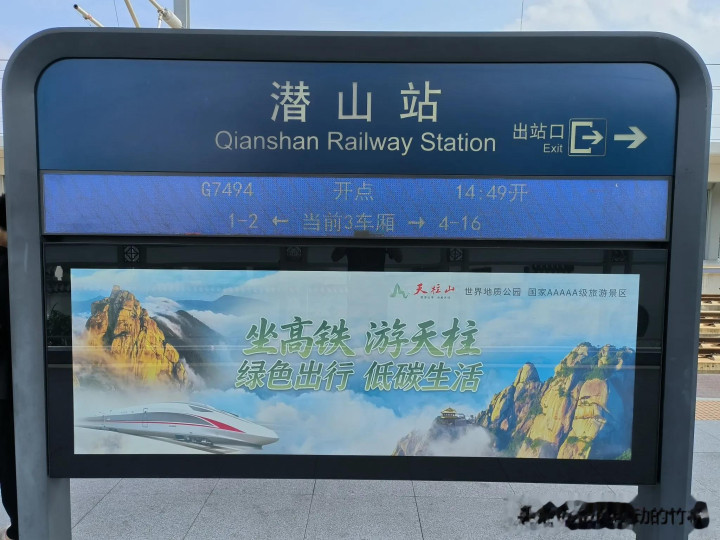 潜山站
Qianshan Railway Station
出站口
Exit
G7494 开点 14:49开
1-2 ← 当前3车厢 → 4-16
天柱山 世界地质公园 国家AAAAA级旅游景区
坐高铁 游天柱
绿色出行 低碳生活
动的竹